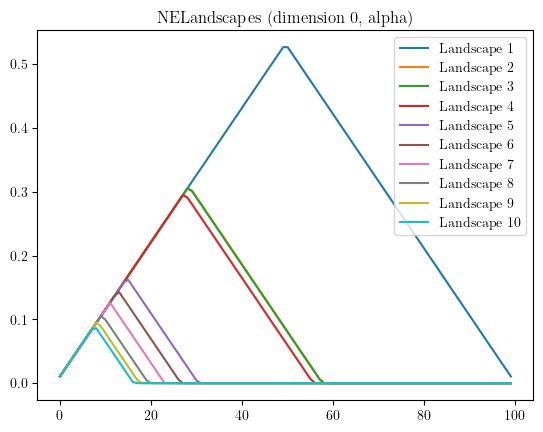 NELandscapes (dimension 0, alpha)
Landscape 1
Landscape 2
Landscape 3
Landscape 4
Landscape 5
Landscape 6
Landscape 7
Landscape 8
Landscape 9
Landscape 10
0.5
0.4
0.3
0.2
0.1
0.0
0 20 40 60 80 100